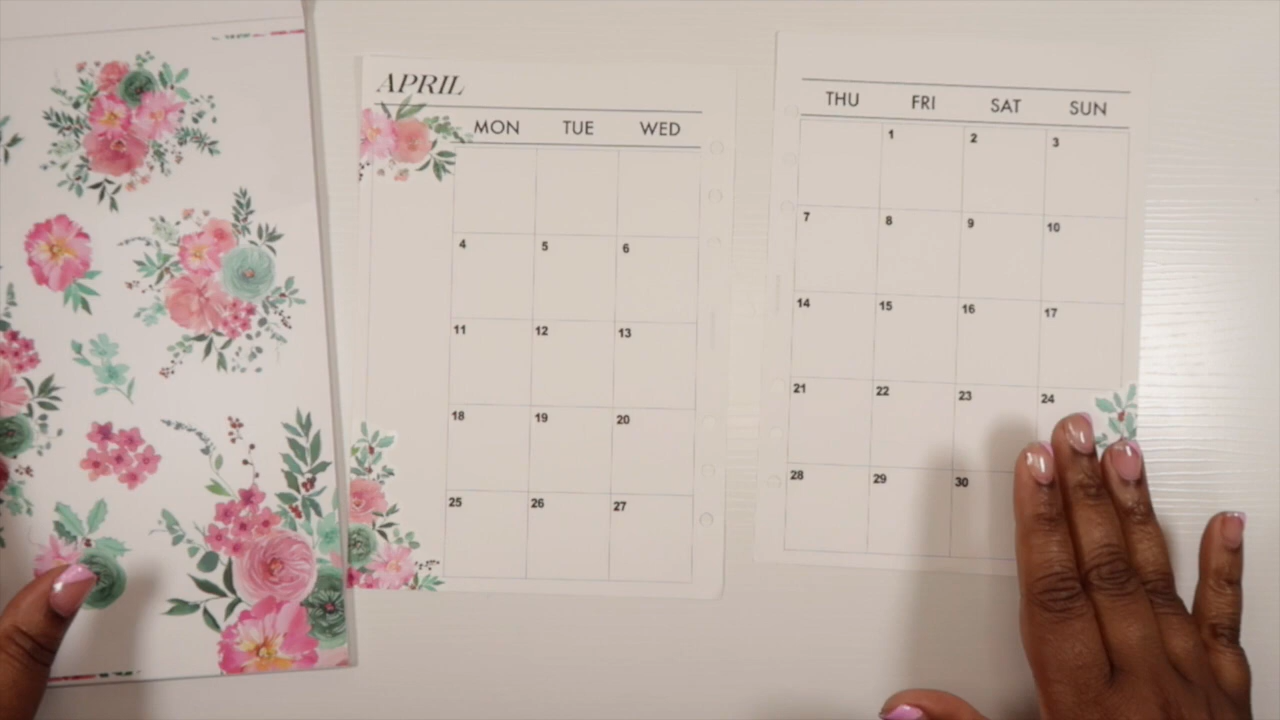 APRIL
MON TUE WED THU FRI SAT SUN
1 2 3
4 5 6 7 8 9 10
11 12 13 14 15 16 17
18 19 20 21 22 23 24
25 26 27 28 29 30